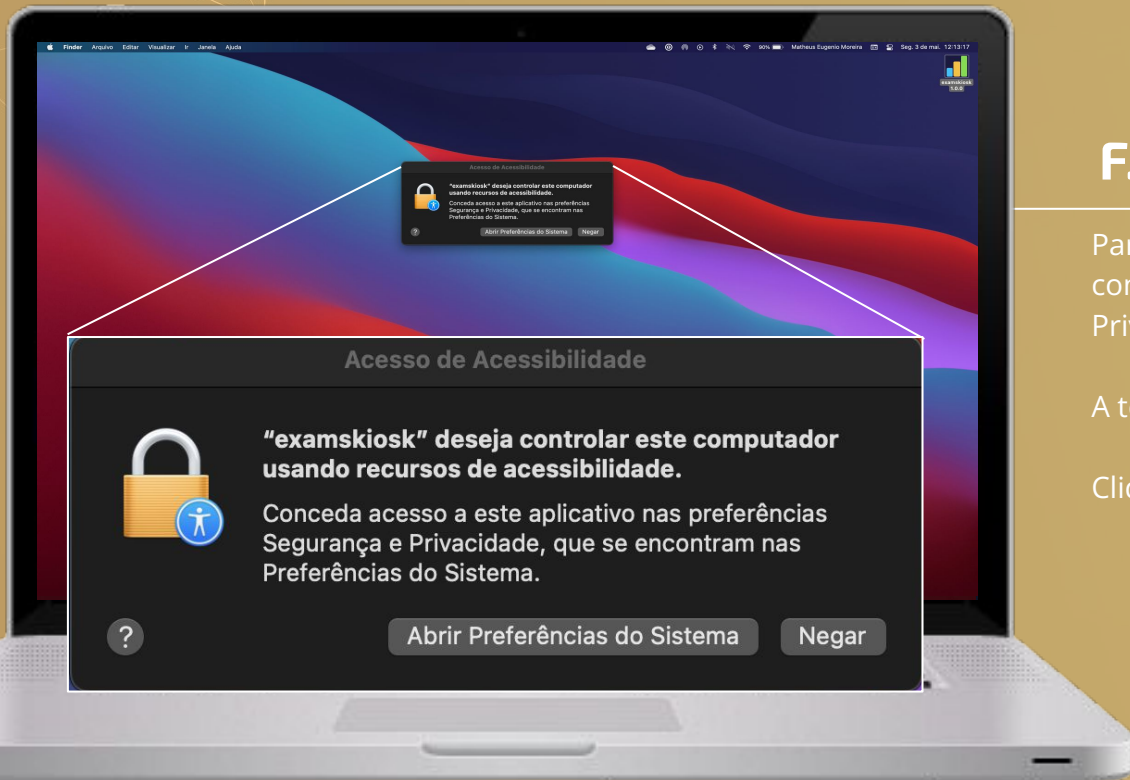 Finder Arquivo Editar Visualizar Ir Janela Ajuda
90% Matheus Eugenio Moreira Seg. 3 de mai. 12:13:17
examskiosk
1.0.0
Acesso de Acessibilidade
“examskiosk” deseja controlar este computador
usando recursos de acessibilidade.
Conceda acesso a este aplicativo nas preferências
Segurança e Privacidade, que se encontram nas
Preferências do Sistema.
? Abrir Preferências do Sistema Negar
Acesso de Acessibilidade
“examskiosk” deseja controlar este computador
usando recursos de acessibilidade.
Conceda acesso a este aplicativo nas preferências
Segurança e Privacidade, que se encontram nas
Preferências do Sistema.
? Abrir Preferências do Sistema Negar
A